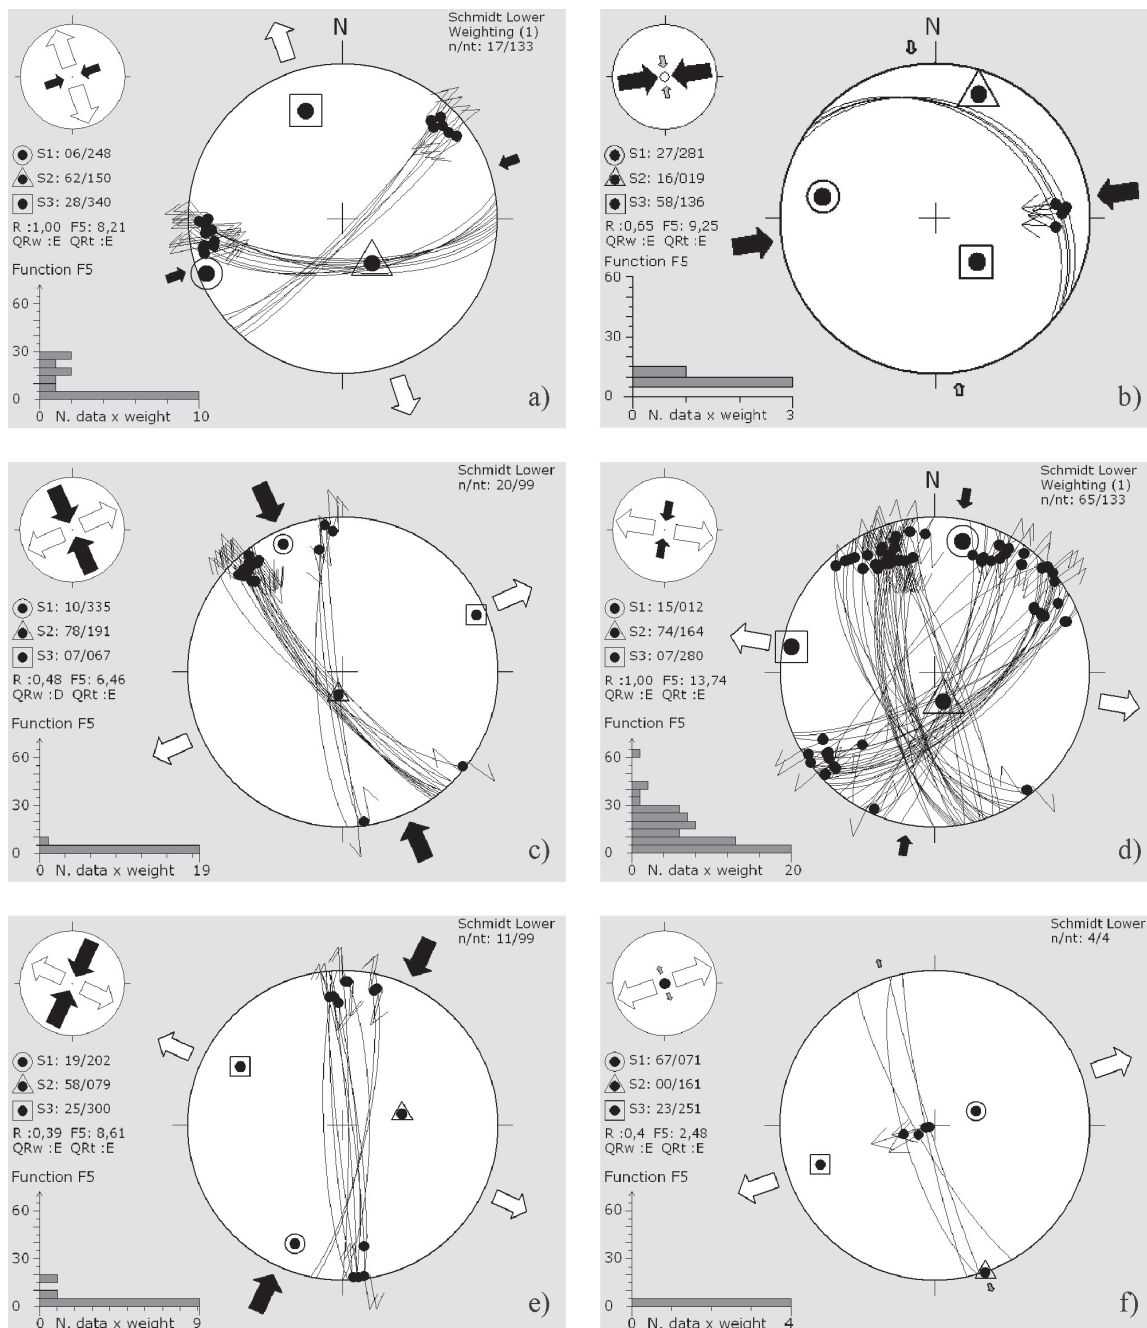 N
Schmidt Lower
Weighting (1)
n/nt: 17/133
S1: 06/248
S2: 62/150
S3: 28/340
R :1,00 F5: 8,21
QRw :E QRt :E
Function F5
60
30
0
0 N. data x weight 10
a)
N
S1: 27/281
S2: 16/019
S3: 58/136
R :0,65 F5: 9,25
QRw :E QRt :E
Function F5
60
30
0
0 N. data x weight 3
b)
Schmidt Lower
n/nt: 20/99
S1: 10/335
S2: 78/191
S3: 07/067
R :0,48 F5: 6,46
QRw :D QRt :E
Function F5
60
30
0
0 N. data x weight 19
c)
N
Schmidt Lower
Weighting (1)
n/nt: 65/133
S1: 15/012
S2: 74/164
S3: 07/280
R :1,00 F5: 13,74
QRw :E QRt :E
Function F5
60
30
0
0 N. data x weight 20
d)
Schmidt Lower
n/nt: 11/99
S1: 19/202
S2: 58/079
S3: 25/300
R :0,39 F5: 8,61
QRw :E QRt :E
Function F5
60
30
0
0 N. data x weight 9
e)
Schmidt Lower
n/nt: 4/4
S1: 67/071
S2: 00/161
S3: 23/251
R :0,4 F5: 2,48
QRw :E QRt :E
Function F5
60
30
0
0 N. data x weight 4
f)